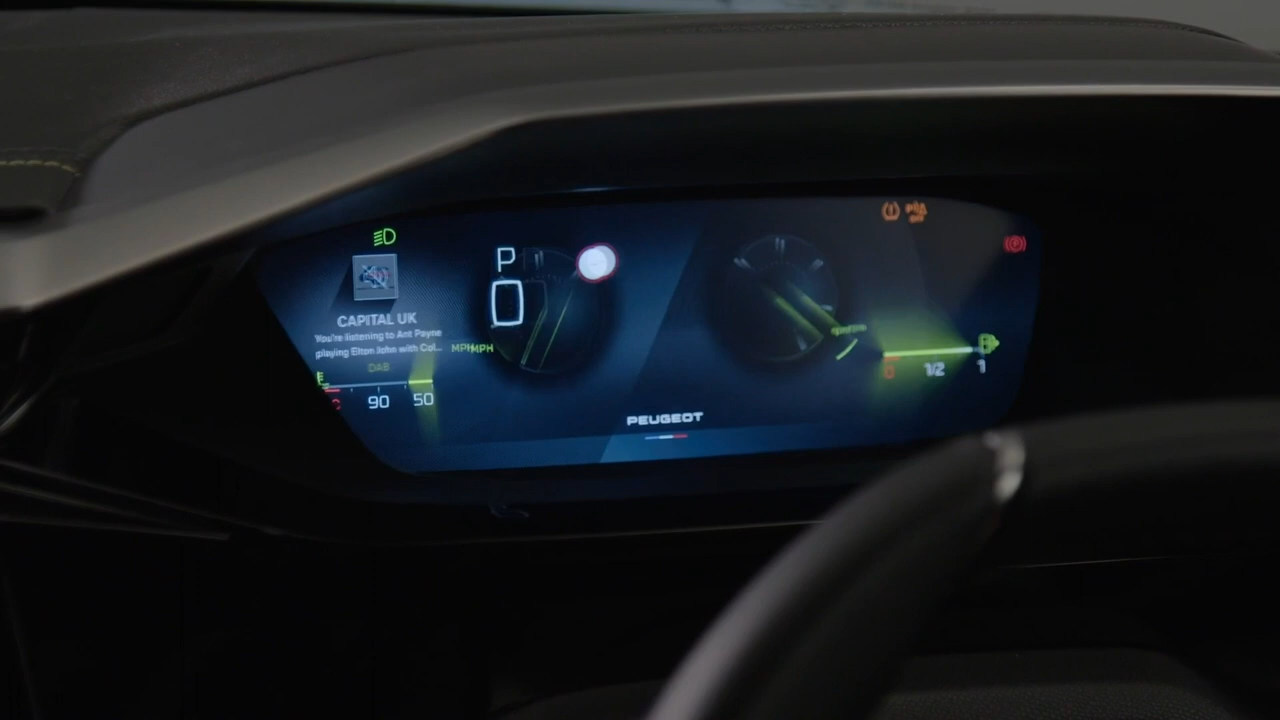 P
0
CAPITAL UK
You're listening to Ant Payne
playing Elton John with Col...
DAB
MPH MPH
90 50
0 1/2 1
PEUGEOT